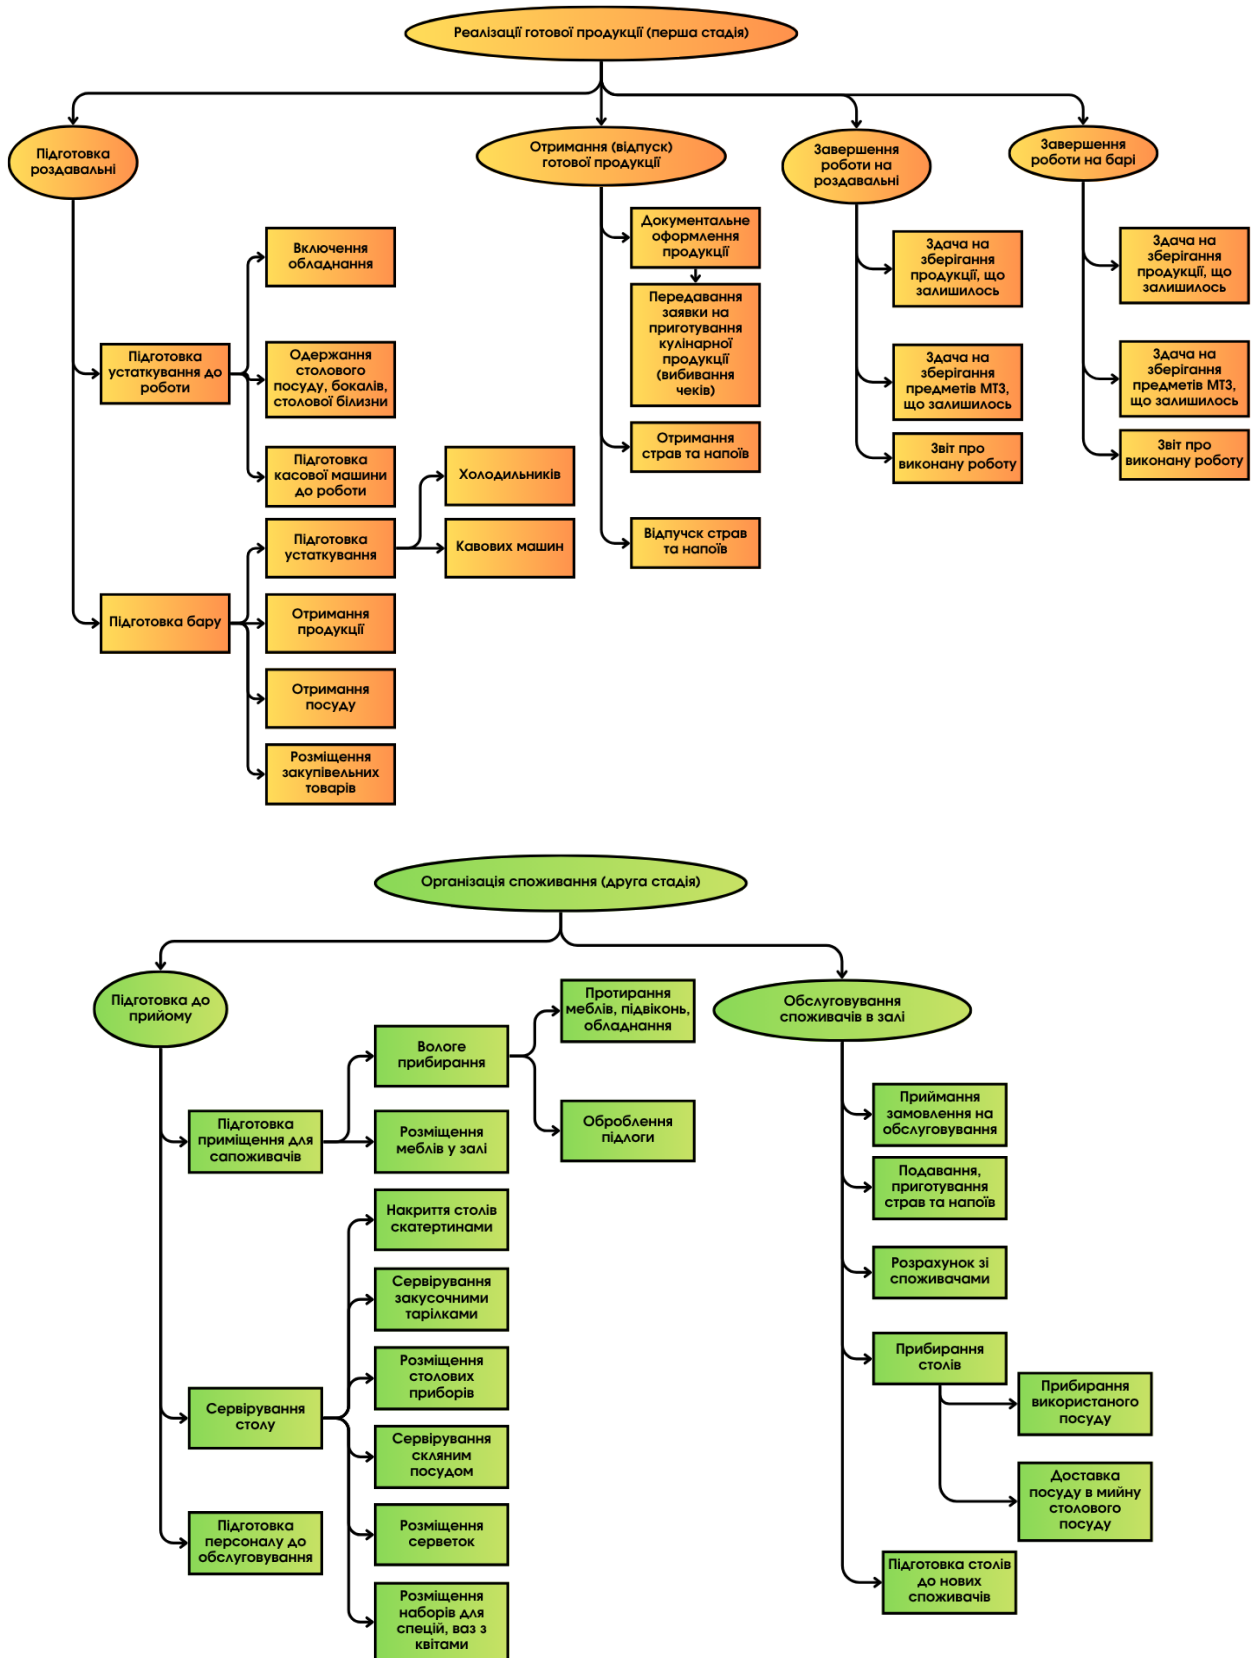 Реалізації готової продукції (перша стадія)
Підготовка
роздавальні
Отримання (відпуск)
готової продукції
Завершення
роботи на
роздавальні
Завершення
роботи на барі
Включення
обладнання
Підготовка
устаткування до
роботи
Одержання
столового
посуду, бокалів,
столової білизни
Підготовка
касової машини
до роботи
Підготовка бару
Підготовка
устаткування
Холодильників
Кавових машин
Отримання
продукції
Отримання
посуду
Розміщення
закупівельних
товарів
Документальне
оформлення
продукції
Передавання
заявки на
приготування
кулінарної
продукції
(вибивання
чеків)
Отримання
страв та напоїв
Відпучск страв
та напоїв
Здача на
зберігання
продукції, що
залишилось
Здача на
зберігання
предметів МТЗ,
що залишилось
Звіт про
виконану роботу
Здача на
зберігання
продукції, що
залишилось
Здача на
зберігання
предметів МТЗ,
що залишилось
Звіт про
виконану роботу
Організація споживання (друга стадія)
Підготовка до
прийому
Обслуговування
споживачів в залі
Підготовка
приміщення для
сапоживачів
Вологе
прибирання
Протирання
меблів, підвіконь,
обладнання
Оброблення
підлоги
Розміщення
меблів у залі
Сервірування
столу
Накриття столів
скатертинами
Сервірування
закусочними
тарілками
Розміщення
столових
приборів
Сервірування
скляним
посудом
Розміщення
серветок
Розміщення
наборів для
спецій, ваз з
квітами
Підготовка
персоналу до
обслуговування
Приймання
замовлення на
обслуговування
Подавання,
приготування
страв та напоїв
Розрахунок зі
споживачами
Прибирання
столів
Прибирання
використаного
посуду
Доставка
посуду в мийну
столового
посуду
Підготовка столів
до нових
споживачів